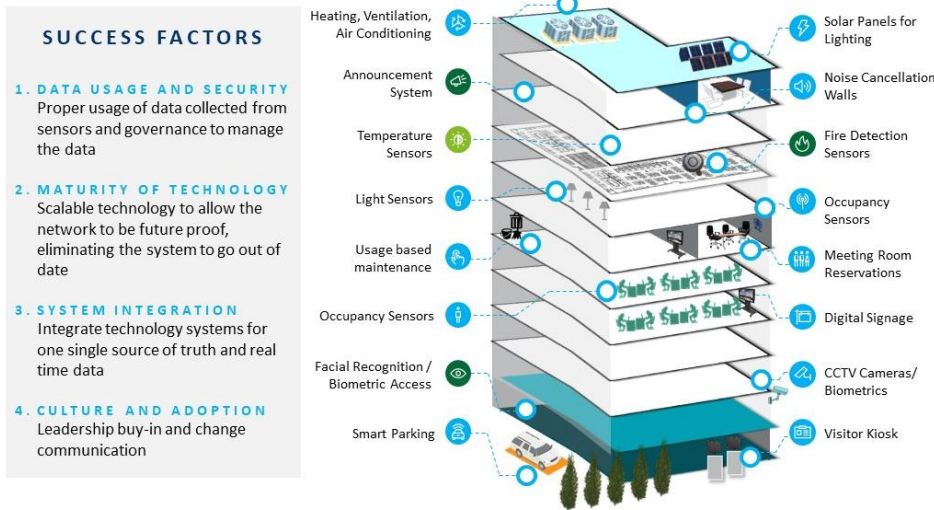 SUCCESS FACTORS
1. DATA USAGE AND SECURITY
Proper usage of data collected from
sensors and governance to manage
the data
2. MATURITY OF TECHNOLOGY
Scalable technology to allow the
network to be future proof,
eliminating the system to go out of
date
3. SYSTEM INTEGRATION
Integrate technology systems for
one single source of truth and real
time data
4. CULTURE AND ADOPTION
Leadership buy-in and change
communication
Heating, Ventilation,
Air Conditioning
Announcement
System
Temperature
Sensors
Light Sensors
Usage based
maintenance
Occupancy Sensors
Facial Recognition /
Biometric Access
Smart Parking
Solar Panels for
Lighting
Noise Cancellation
Walls
Fire Detection
Sensors
Occupancy
Sensors
Meeting Room
Reservations
Digital Signage
CCTV Cameras/
Biometrics
Visitor Kiosk